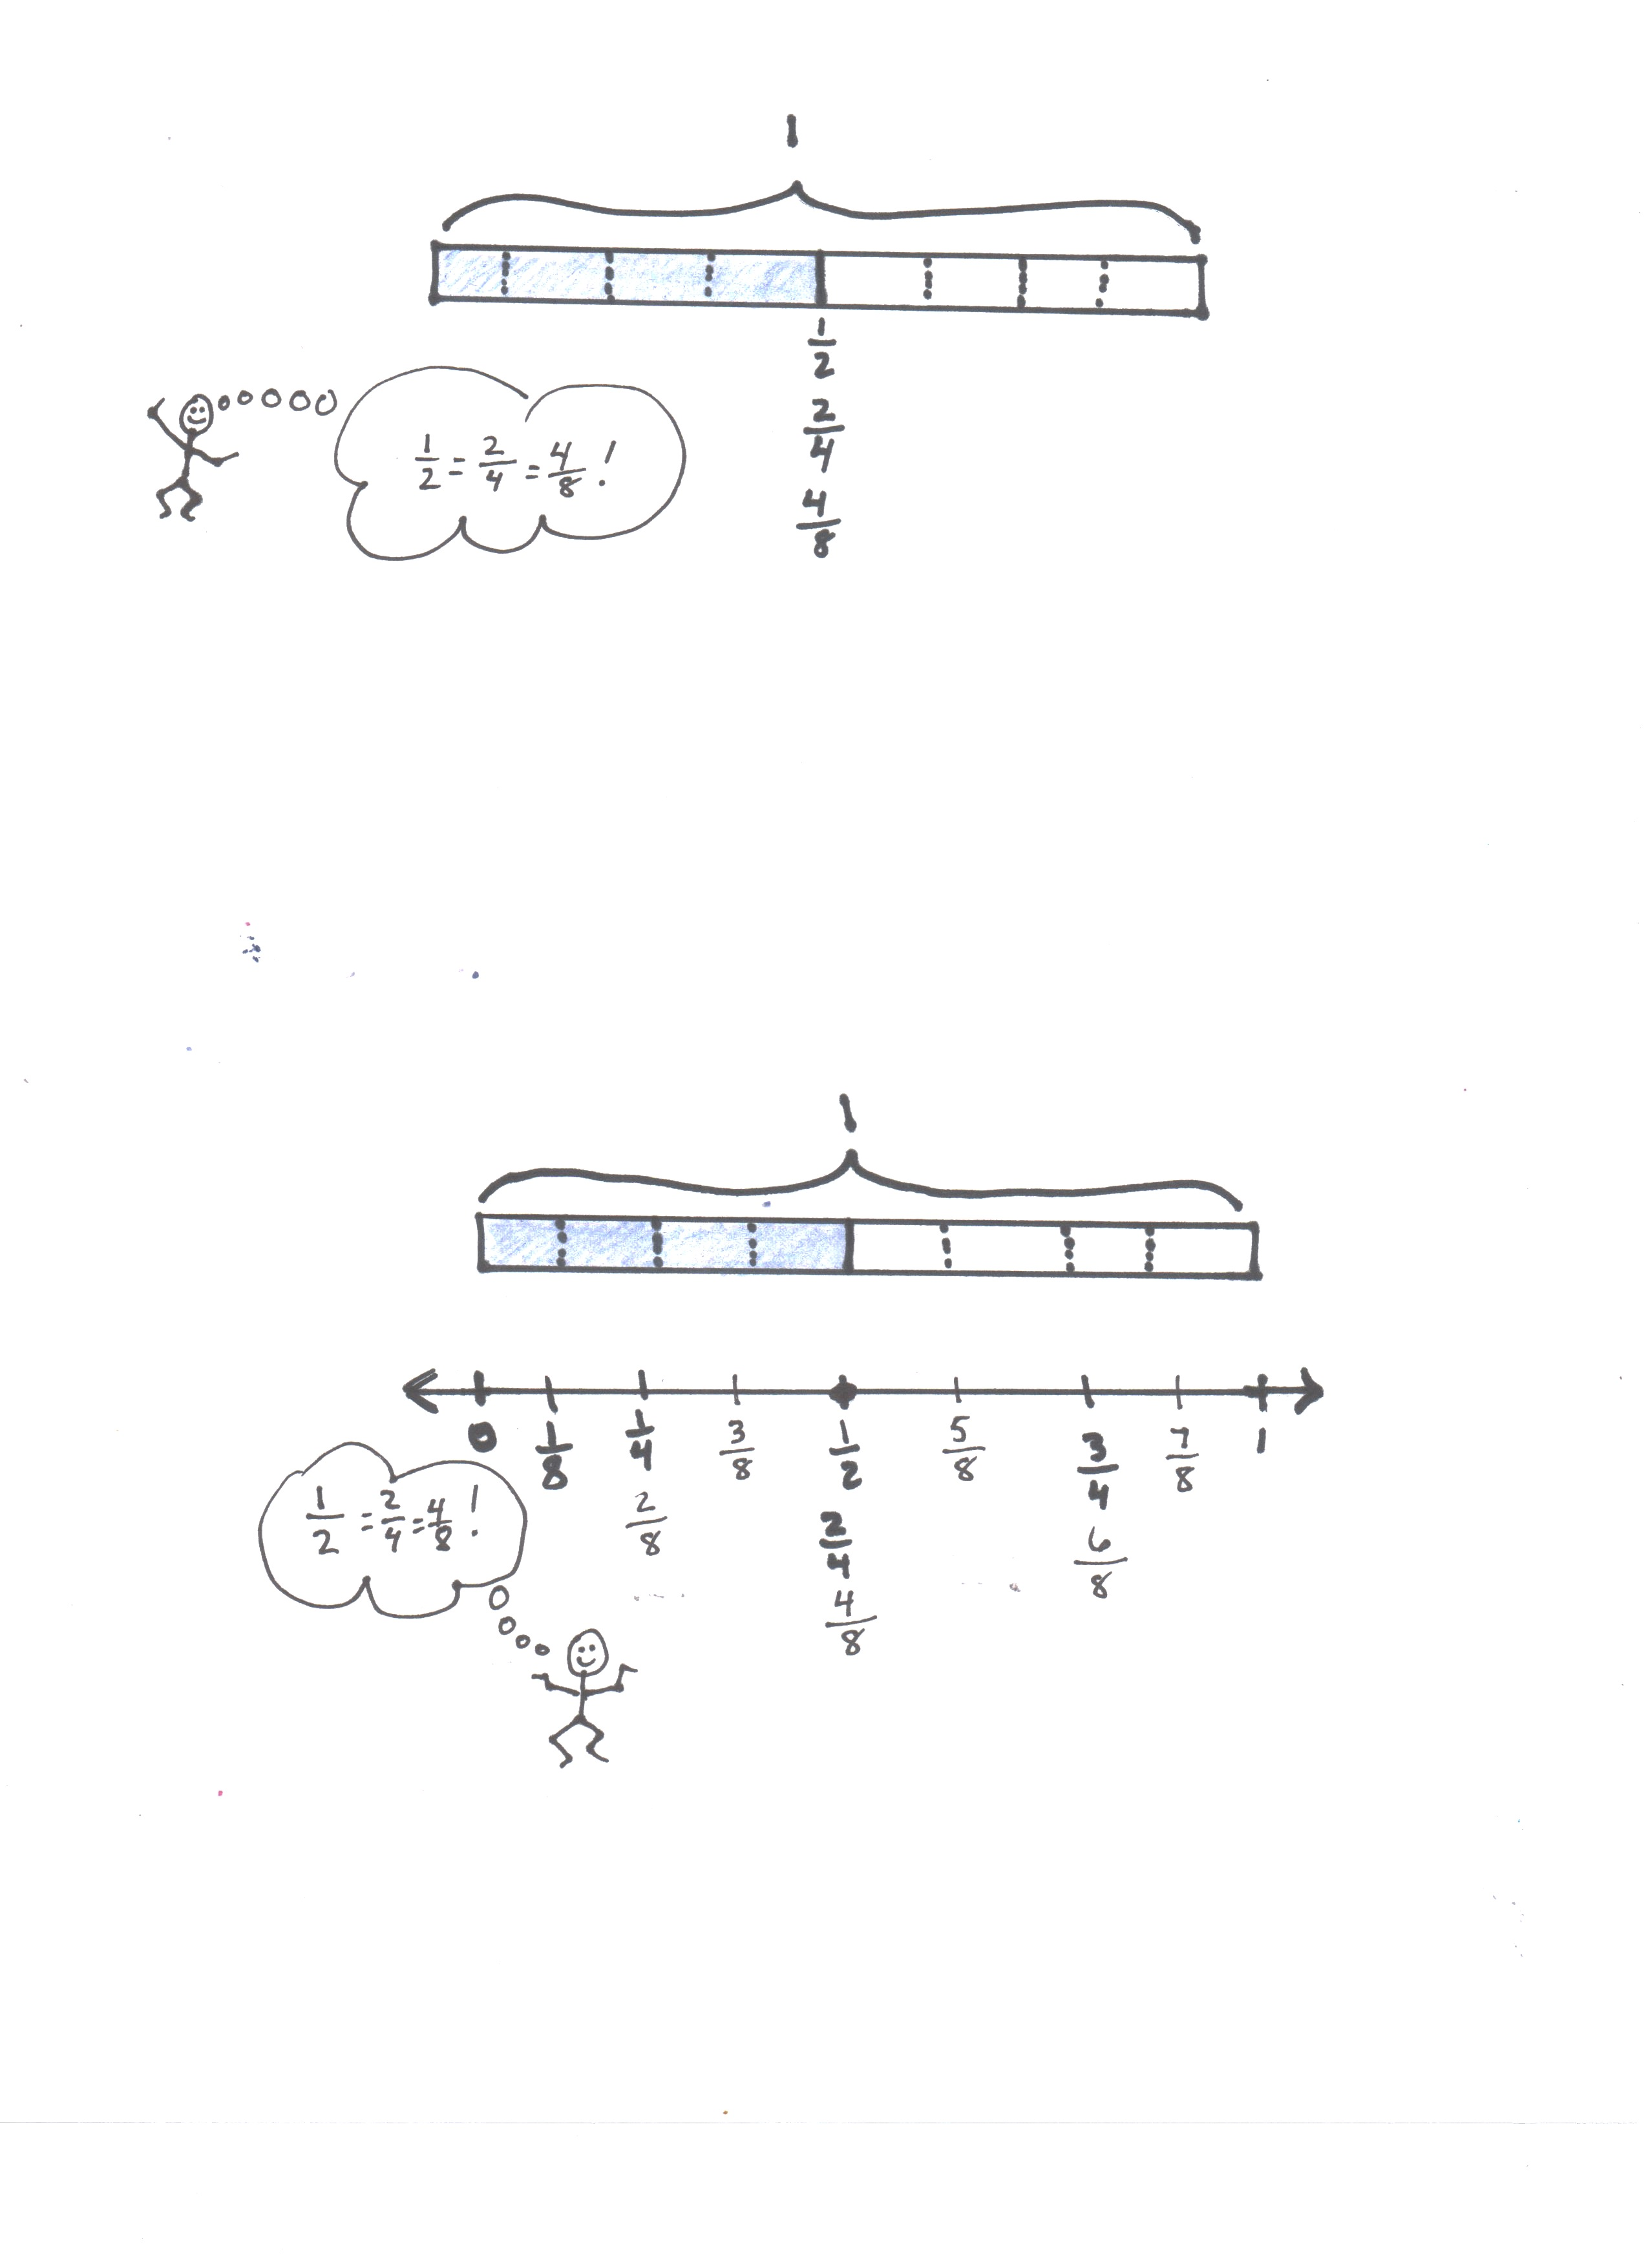 1
1/2
2/4
4/8
1/2 = 2/4 = 4/8!
1
0 1/8 1/4 3/8 1/2 5/8 3/4 7/8 1
2/8 2/4 6/8
4/8
1/2 = 2/4 = 4/8!